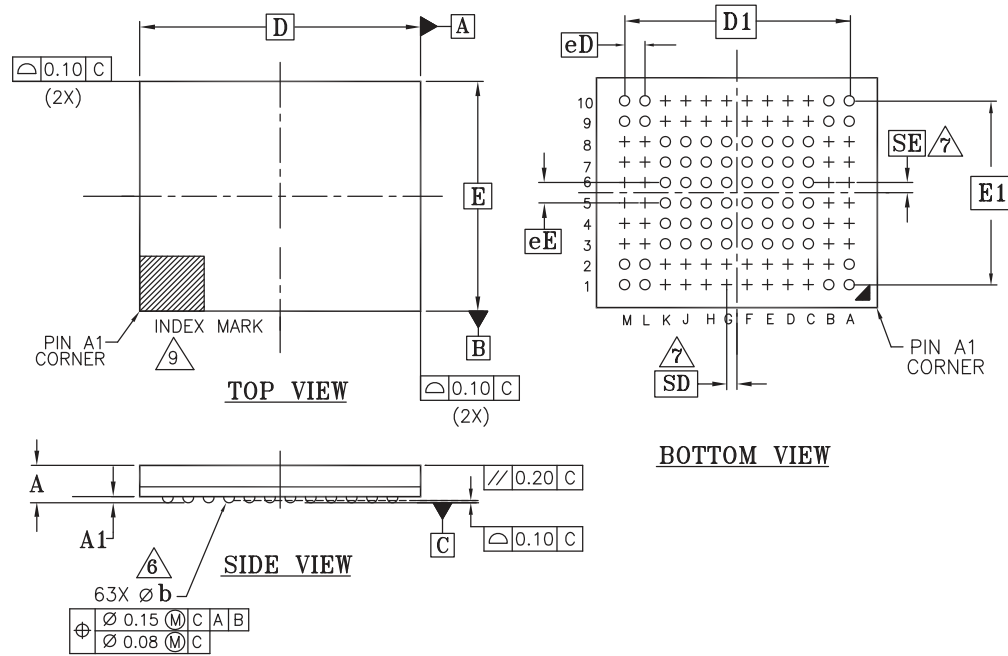 D
A
⌓ 0.10 C
(2X)
E
B
PIN A1
CORNER
INDEX MARK
9
TOP VIEW
⌓ 0.10 C
(2X)
D1
eD
10
9
8
7
6
5
4
3
2
1
SE 7
E1
eE
M L K J H G F E D C B A
7
SD
PIN A1
CORNER
BOTTOM VIEW
A
A1
// 0.20 C
⌓ 0.10 C
C
SIDE VIEW
6
63X Ø b
⌖ Ø 0.15 Ⓜ C A B
Ø 0.08 Ⓜ C